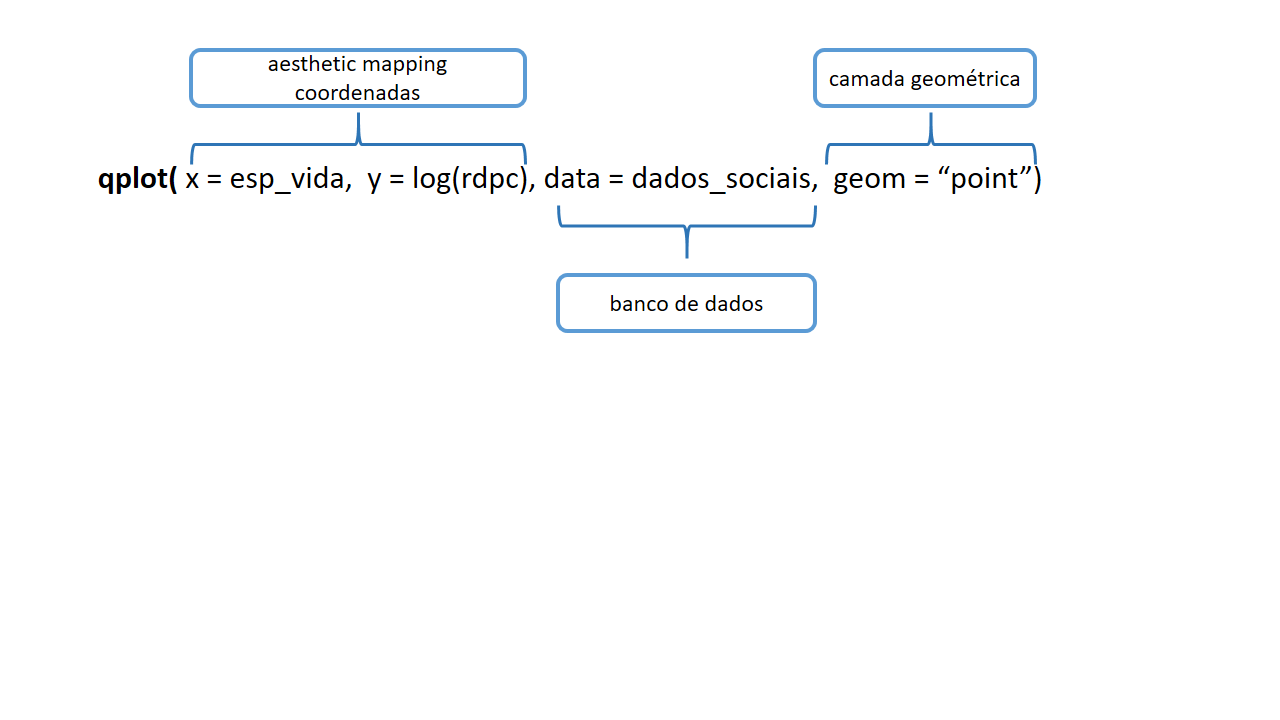 aesthetic mapping
coordenadas
camada geométrica
qplot( x = esp_vida,  y = log(rdpc), data = dados_sociais,  geom = “point”)
banco de dados